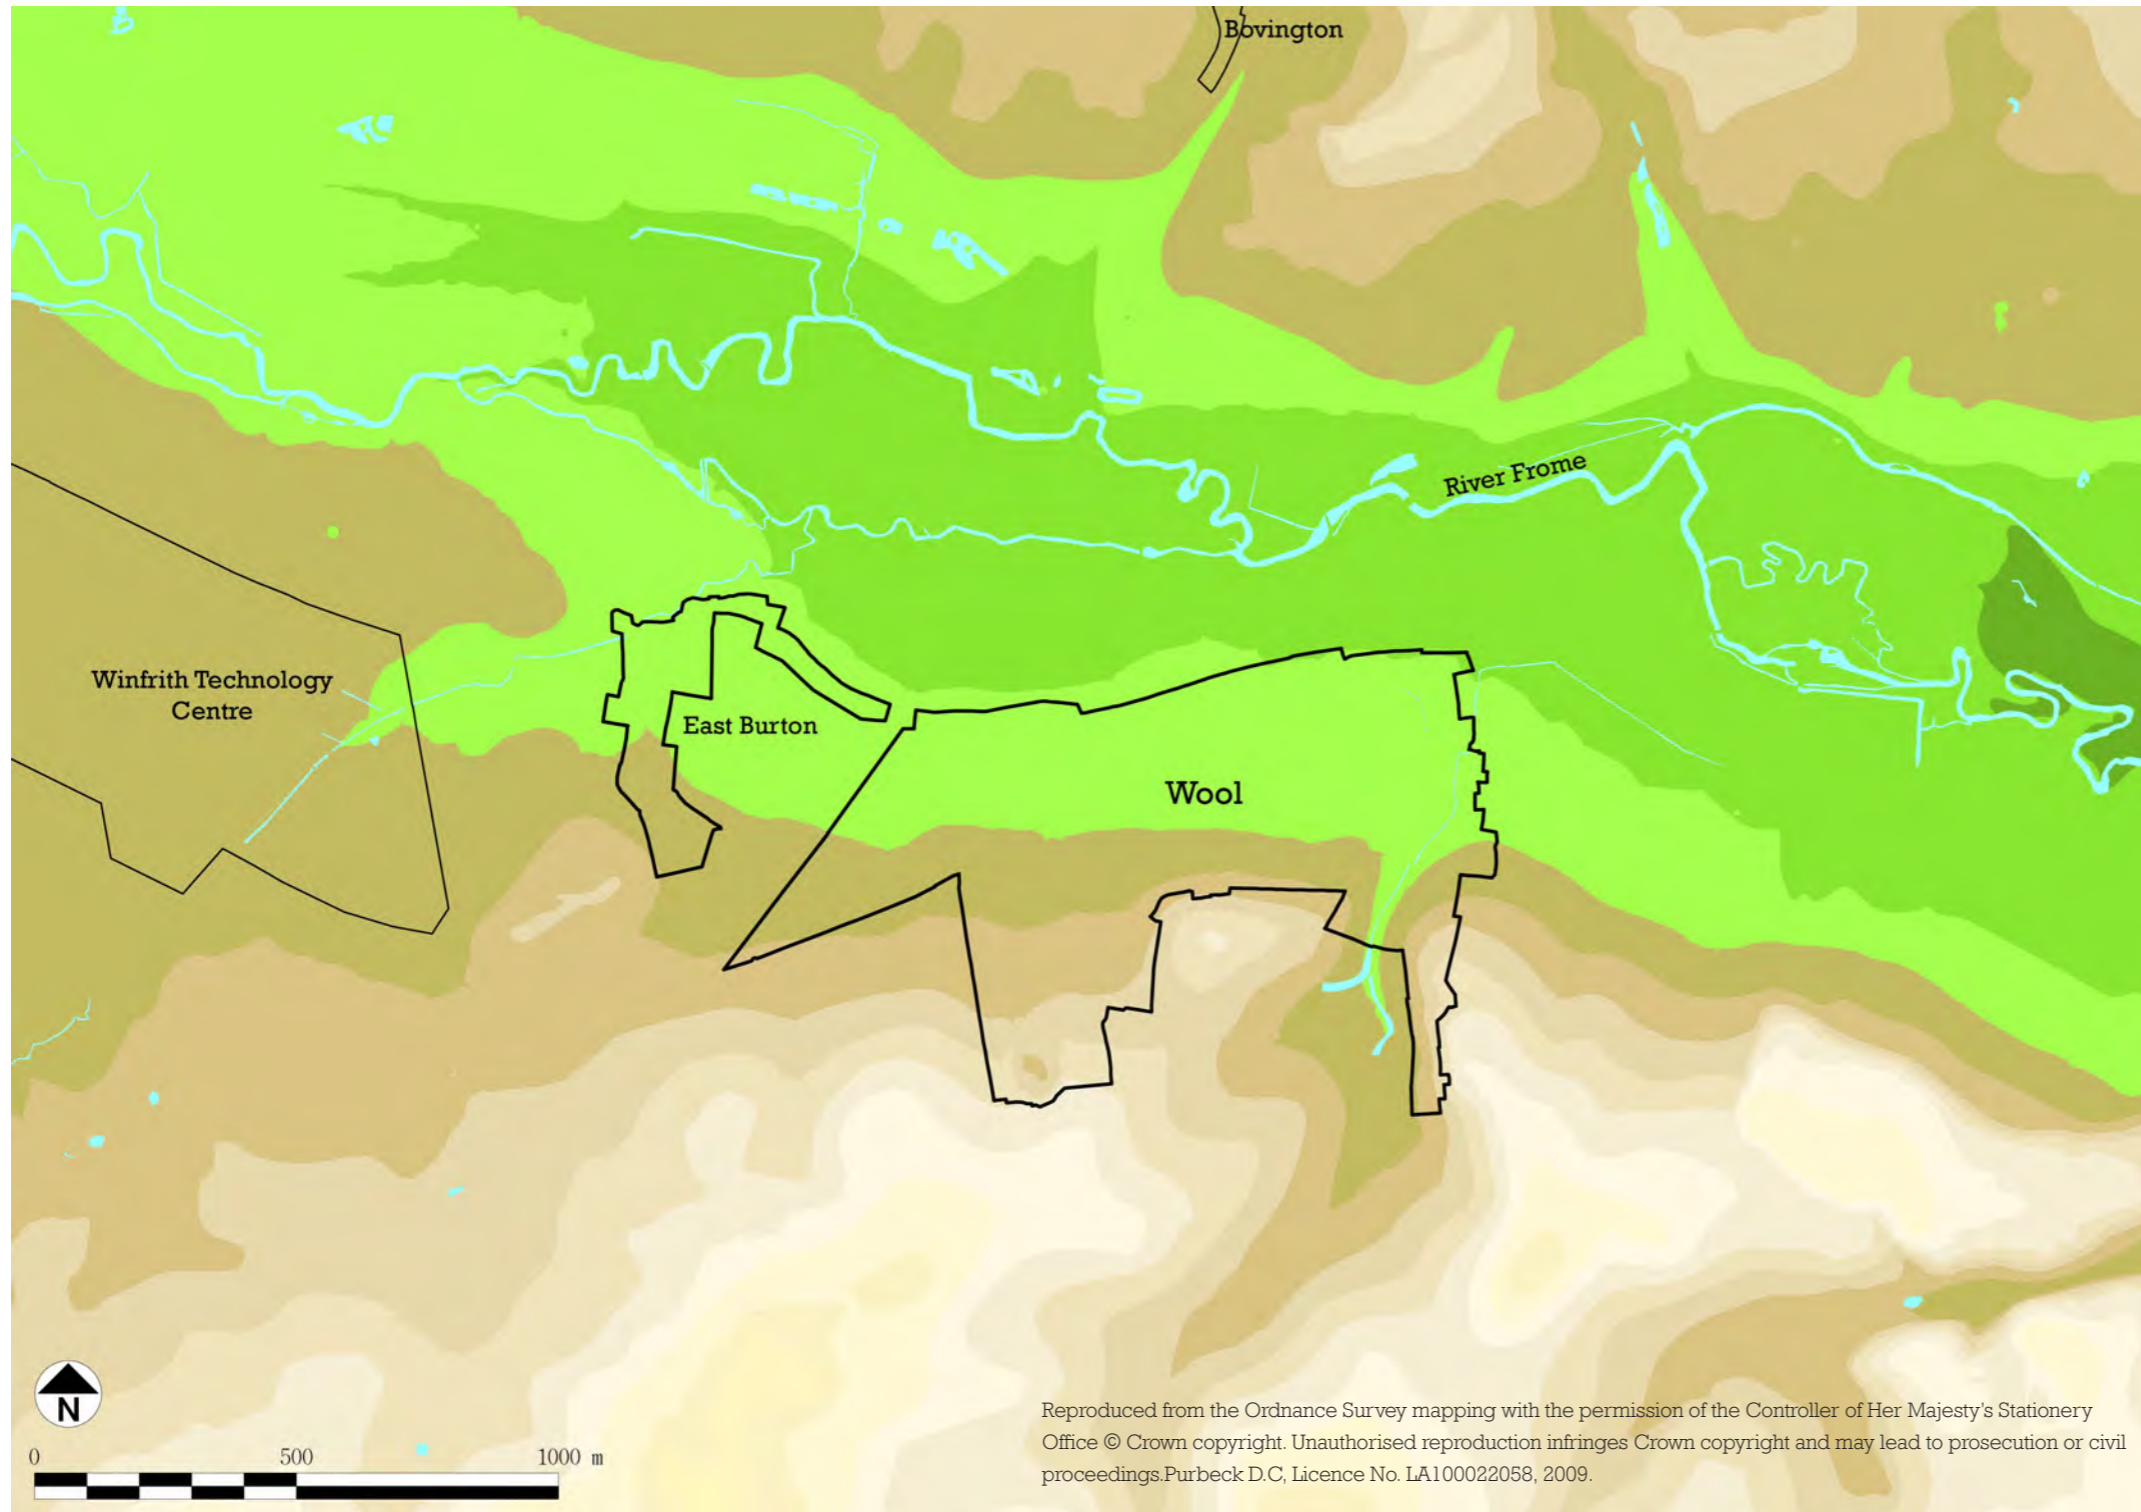 Bovington
River Frome
Winfrith Technology
Centre
East Burton
Wool
N
0 500 1000 m
Reproduced from the Ordnance Survey mapping with the permission of the Controller of Her Majesty's Stationery
Office © Crown copyright. Unauthorised reproduction infringes Crown copyright and may lead to prosecution or civil
proceedings.Purbeck D.C, Licence No. LA100022058, 2009.